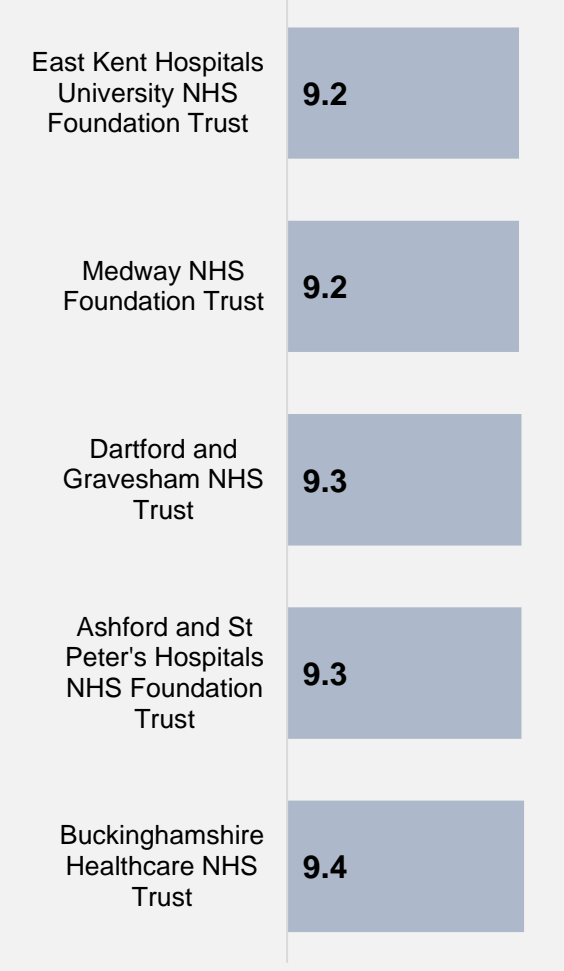 East Kent Hospitals
University NHS
Foundation Trust
9.2
Medway NHS
Foundation Trust
9.2
Dartford and
Gravesham NHS
Trust
9.3
Ashford and St
Peter's Hospitals
NHS Foundation
Trust
9.3
Buckinghamshire
Healthcare NHS
Trust
9.4